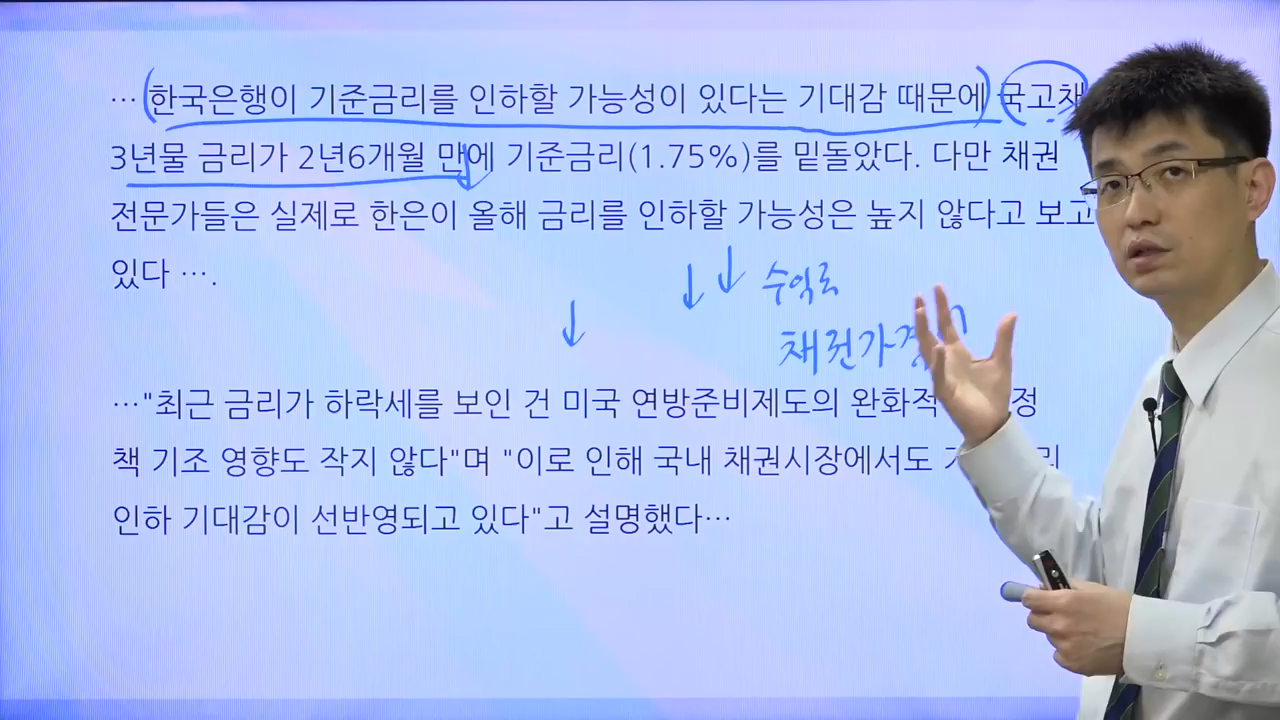 … 한국은행이 기준금리를 인하할 가능성이 있다는 기대감 때문에 국고채
3년물 금리가 2년6개월 만에 기준금리(1.75%)를 밑돌았다. 다만 채권
전문가들은 실제로 한은이 올해 금리를 인하할 가능성은 높지 않다고 보고
있다 ….
↓ ↓ ↓ 수익률
채권가격
…"최근 금리가 하락세를 보인 건 미국 연방준비제도의 완화적 정
책 기조 영향도 작지 않다"며 "이로 인해 국내 채권시장에서도 리
인하 기대감이 선반영되고 있다"고 설명했다…